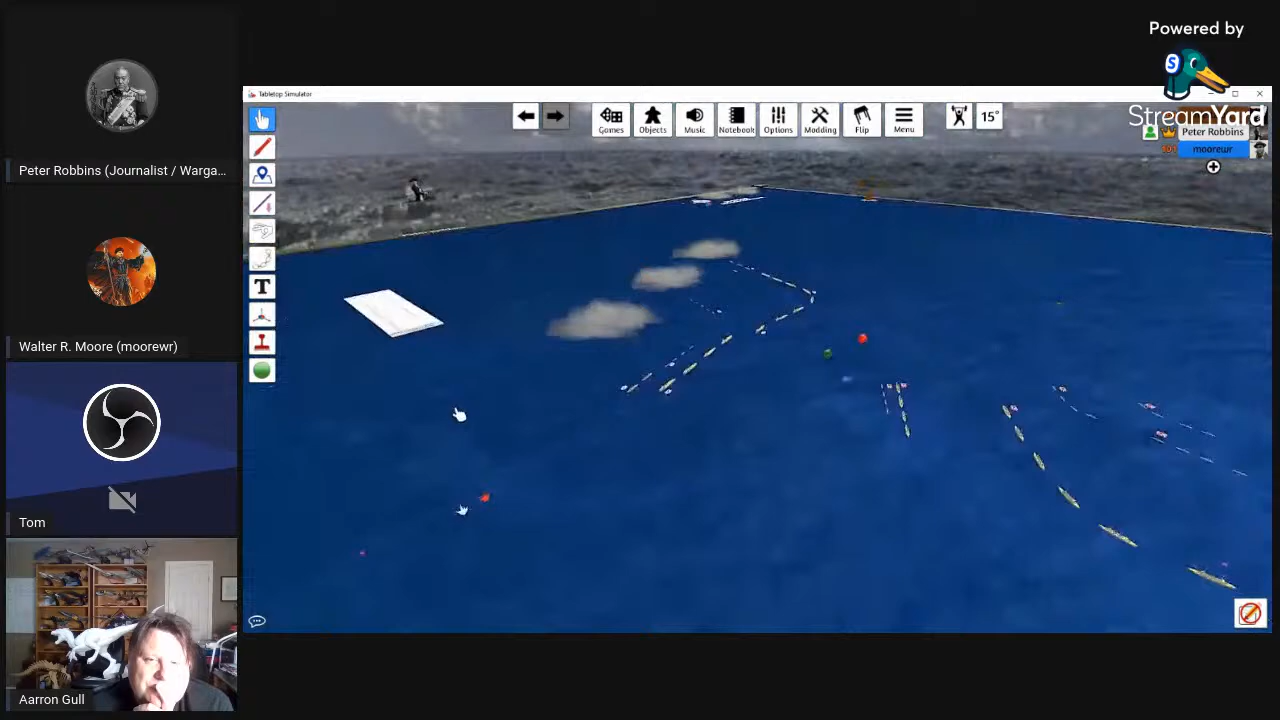 Powered by
StreamYard
Peter Robbins (Journalist / Warga...
Walter R. Moore (moorewr)
Tom
Aarron Gull
Tabletop Simulator
Games
Objects
Music
Notebook
Options
Modding
Flip
Menu
15°
Peter Robbins
moorewr
T
S